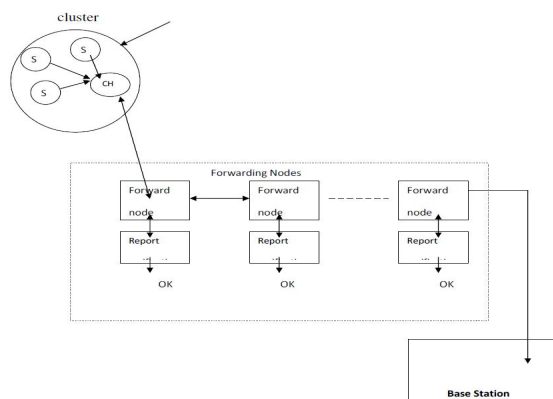 cluster
S
S
S
CH
Forwarding Nodes
Forward
node
Forward
node
Forward
node
Report
Report
Report
OK
OK
OK
Base Station